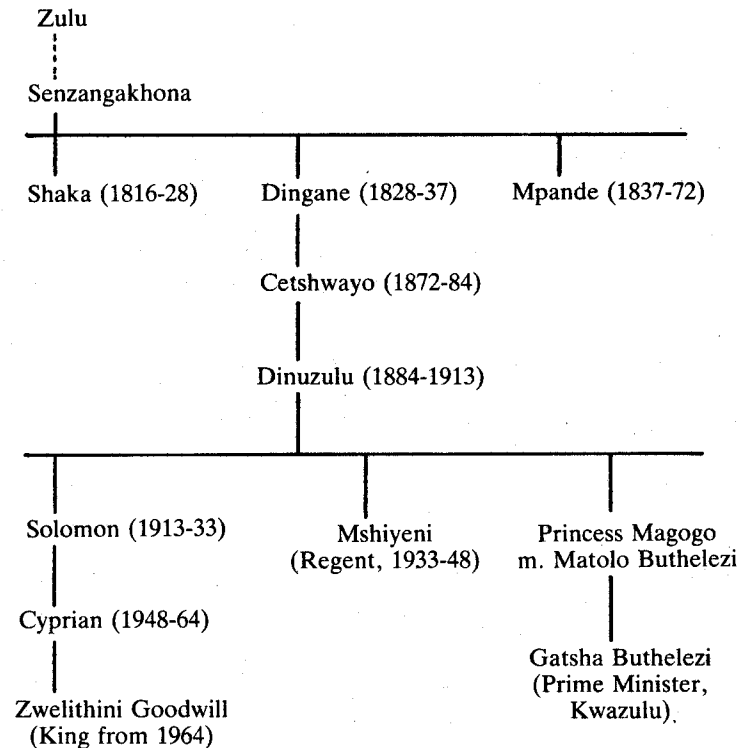 Zulu
Senzangakhona
Shaka (1816-28)
Dingane (1828-37)
Mpande (1837-72)
Cetshwayo (1872-84)
Dinuzulu (1884-1913)
Solomon (1913-33)
Mshiyeni
(Regent, 1933-48)
Princess Magogo
m. Matolo Buthelezi
Cyprian (1948-64)
Gatsha Buthelezi
(Prime Minister,
Kwazulu)
Zwelithini Goodwill
(King from 1964)